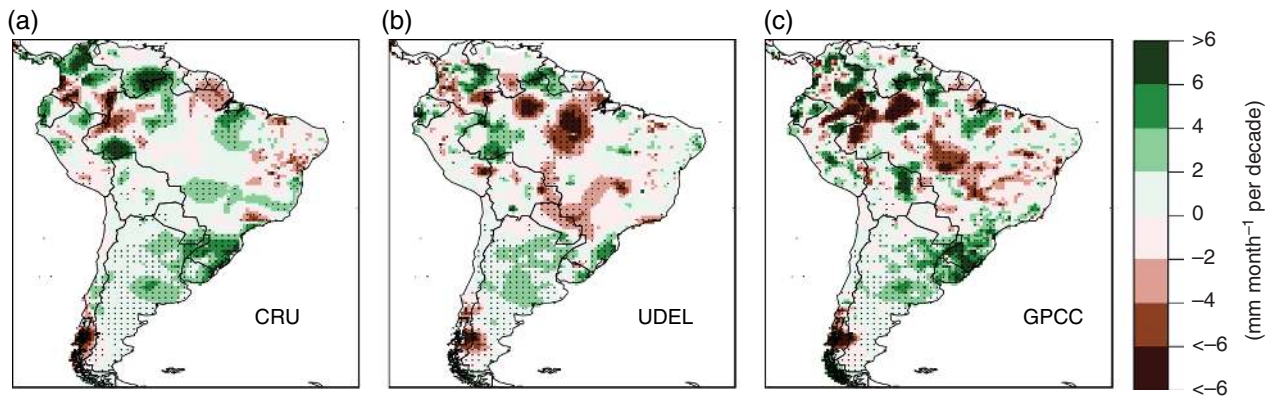 (a)
(b)
(c)
CRU
UDEL
GPCC
>6
6
4
2
0
−2
−4
<−6
<−6
(mm month⁻¹ per decade)